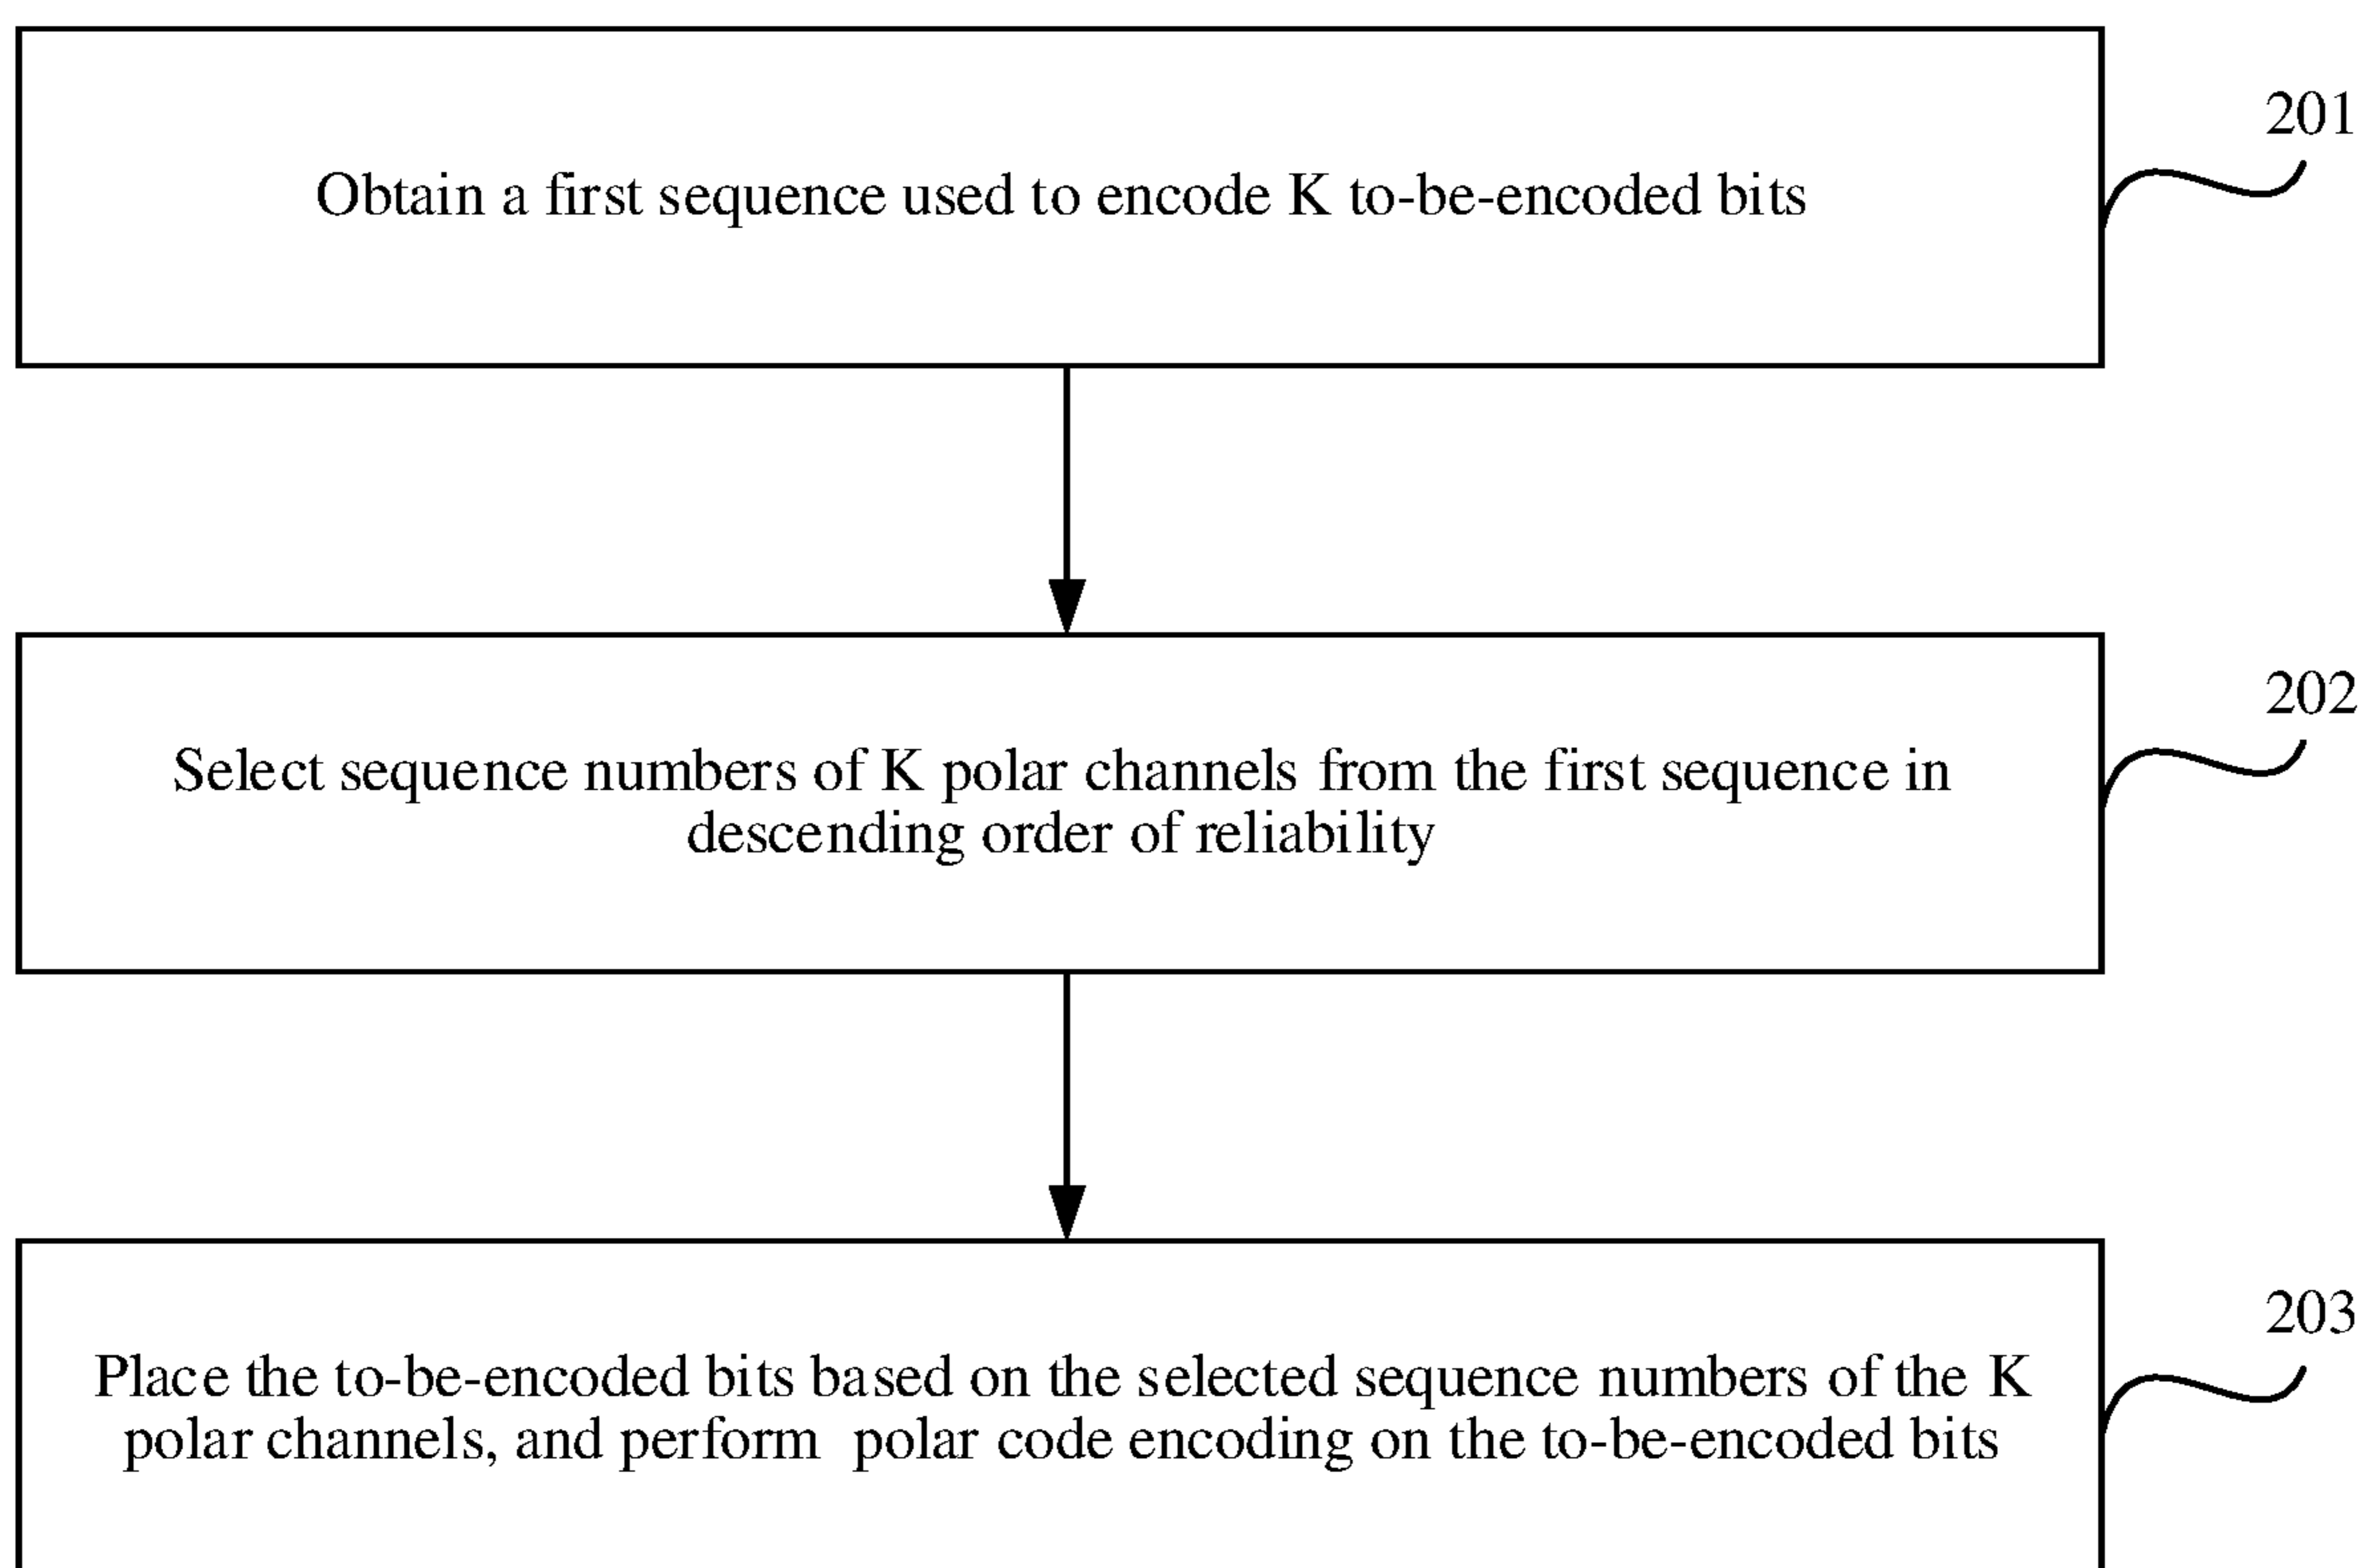 201
Obtain a first sequence used to encode K to-be-encoded bits
202
Select sequence numbers of K polar channels from the first sequence in
descending order of reliability
203
Place the to-be-encoded bits based on the selected sequence numbers of the K
polar channels, and perform  polar code encoding on the to-be-encoded bits